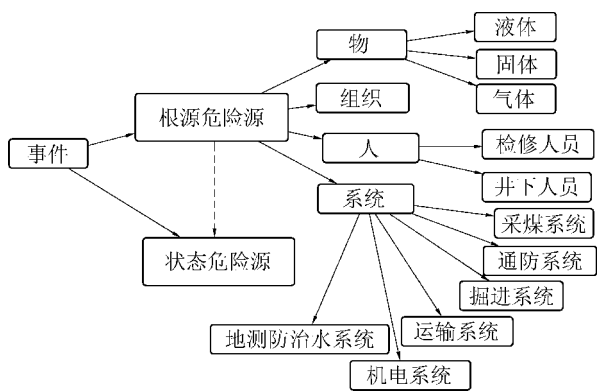 液体
物
固体
气体
组织
根源危险源
检修人员
人
事件
井下人员
系统
采煤系统
通防系统
状态危险源
掘进系统
运输系统
地测防治水系统
机电系统